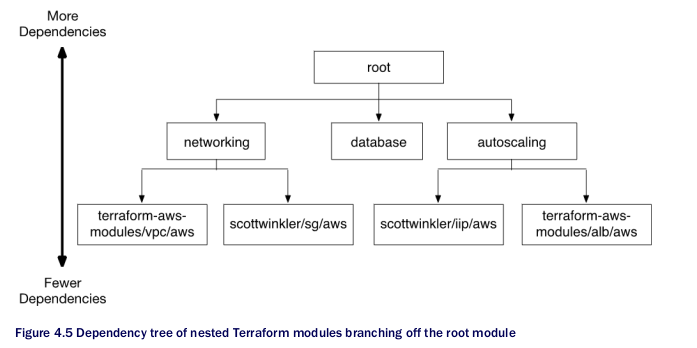 More
Dependencies
root
networking
database
autoscaling
terraform-aws-
modules/vpc/aws
scottwinkler/sg/aws
scottwinkler/iip/aws
terraform-aws-
modules/alb/aws
Fewer
Dependencies
Figure 4.5 Dependency tree of nested Terraform modules branching off the root module